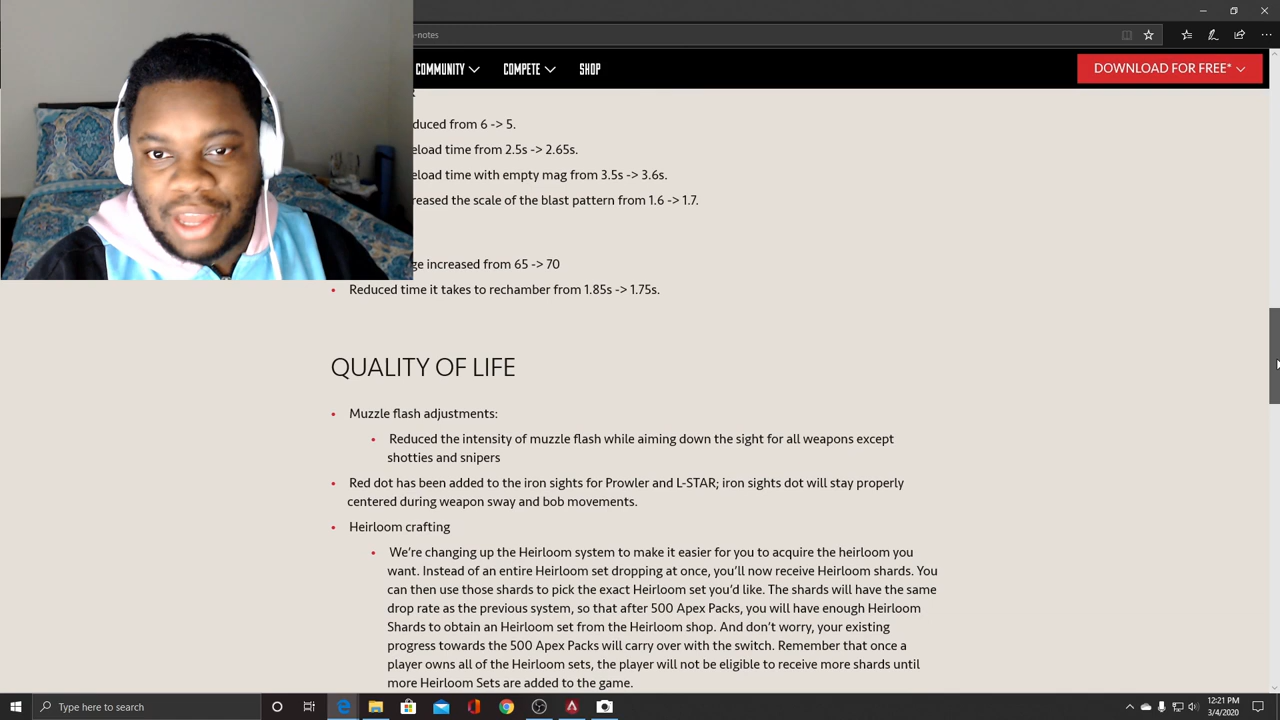 -notes
COMMUNITY COMPETE SHOP DOWNLOAD FOR FREE*
duced from 6 -> 5.
eload time from 2.5s -> 2.65s.
eload time with empty mag from 3.5s -> 3.6s.
reased the scale of the blast pattern from 1.6 -> 1.7.
ge increased from 65 -> 70
Reduced time it takes to rechamber from 1.85s -> 1.75s.
QUALITY OF LIFE
Muzzle flash adjustments:
Reduced the intensity of muzzle flash while aiming down the sight for all weapons except
shotties and snipers
Red dot has been added to the iron sights for Prowler and L-STAR; iron sights dot will stay properly
centered during weapon sway and bob movements.
Heirloom crafting
We’re changing up the Heirloom system to make it easier for you to acquire the heirloom you
want. Instead of an entire Heirloom set dropping at once, you’ll now receive Heirloom shards. You
can then use those shards to pick the exact Heirloom set you’d like. The shards will have the same
drop rate as the previous system, so that after 500 Apex Packs, you will have enough Heirloom
Shards to obtain an Heirloom set from the Heirloom shop. And don’t worry, your existing
progress towards the 500 Apex Packs will carry over with the switch. Remember that once a
player owns all of the Heirloom sets, the player will not be eligible to receive more shards until
more Heirloom Sets are added to the game.
Type here to search
12:21 PM
3/4/2020